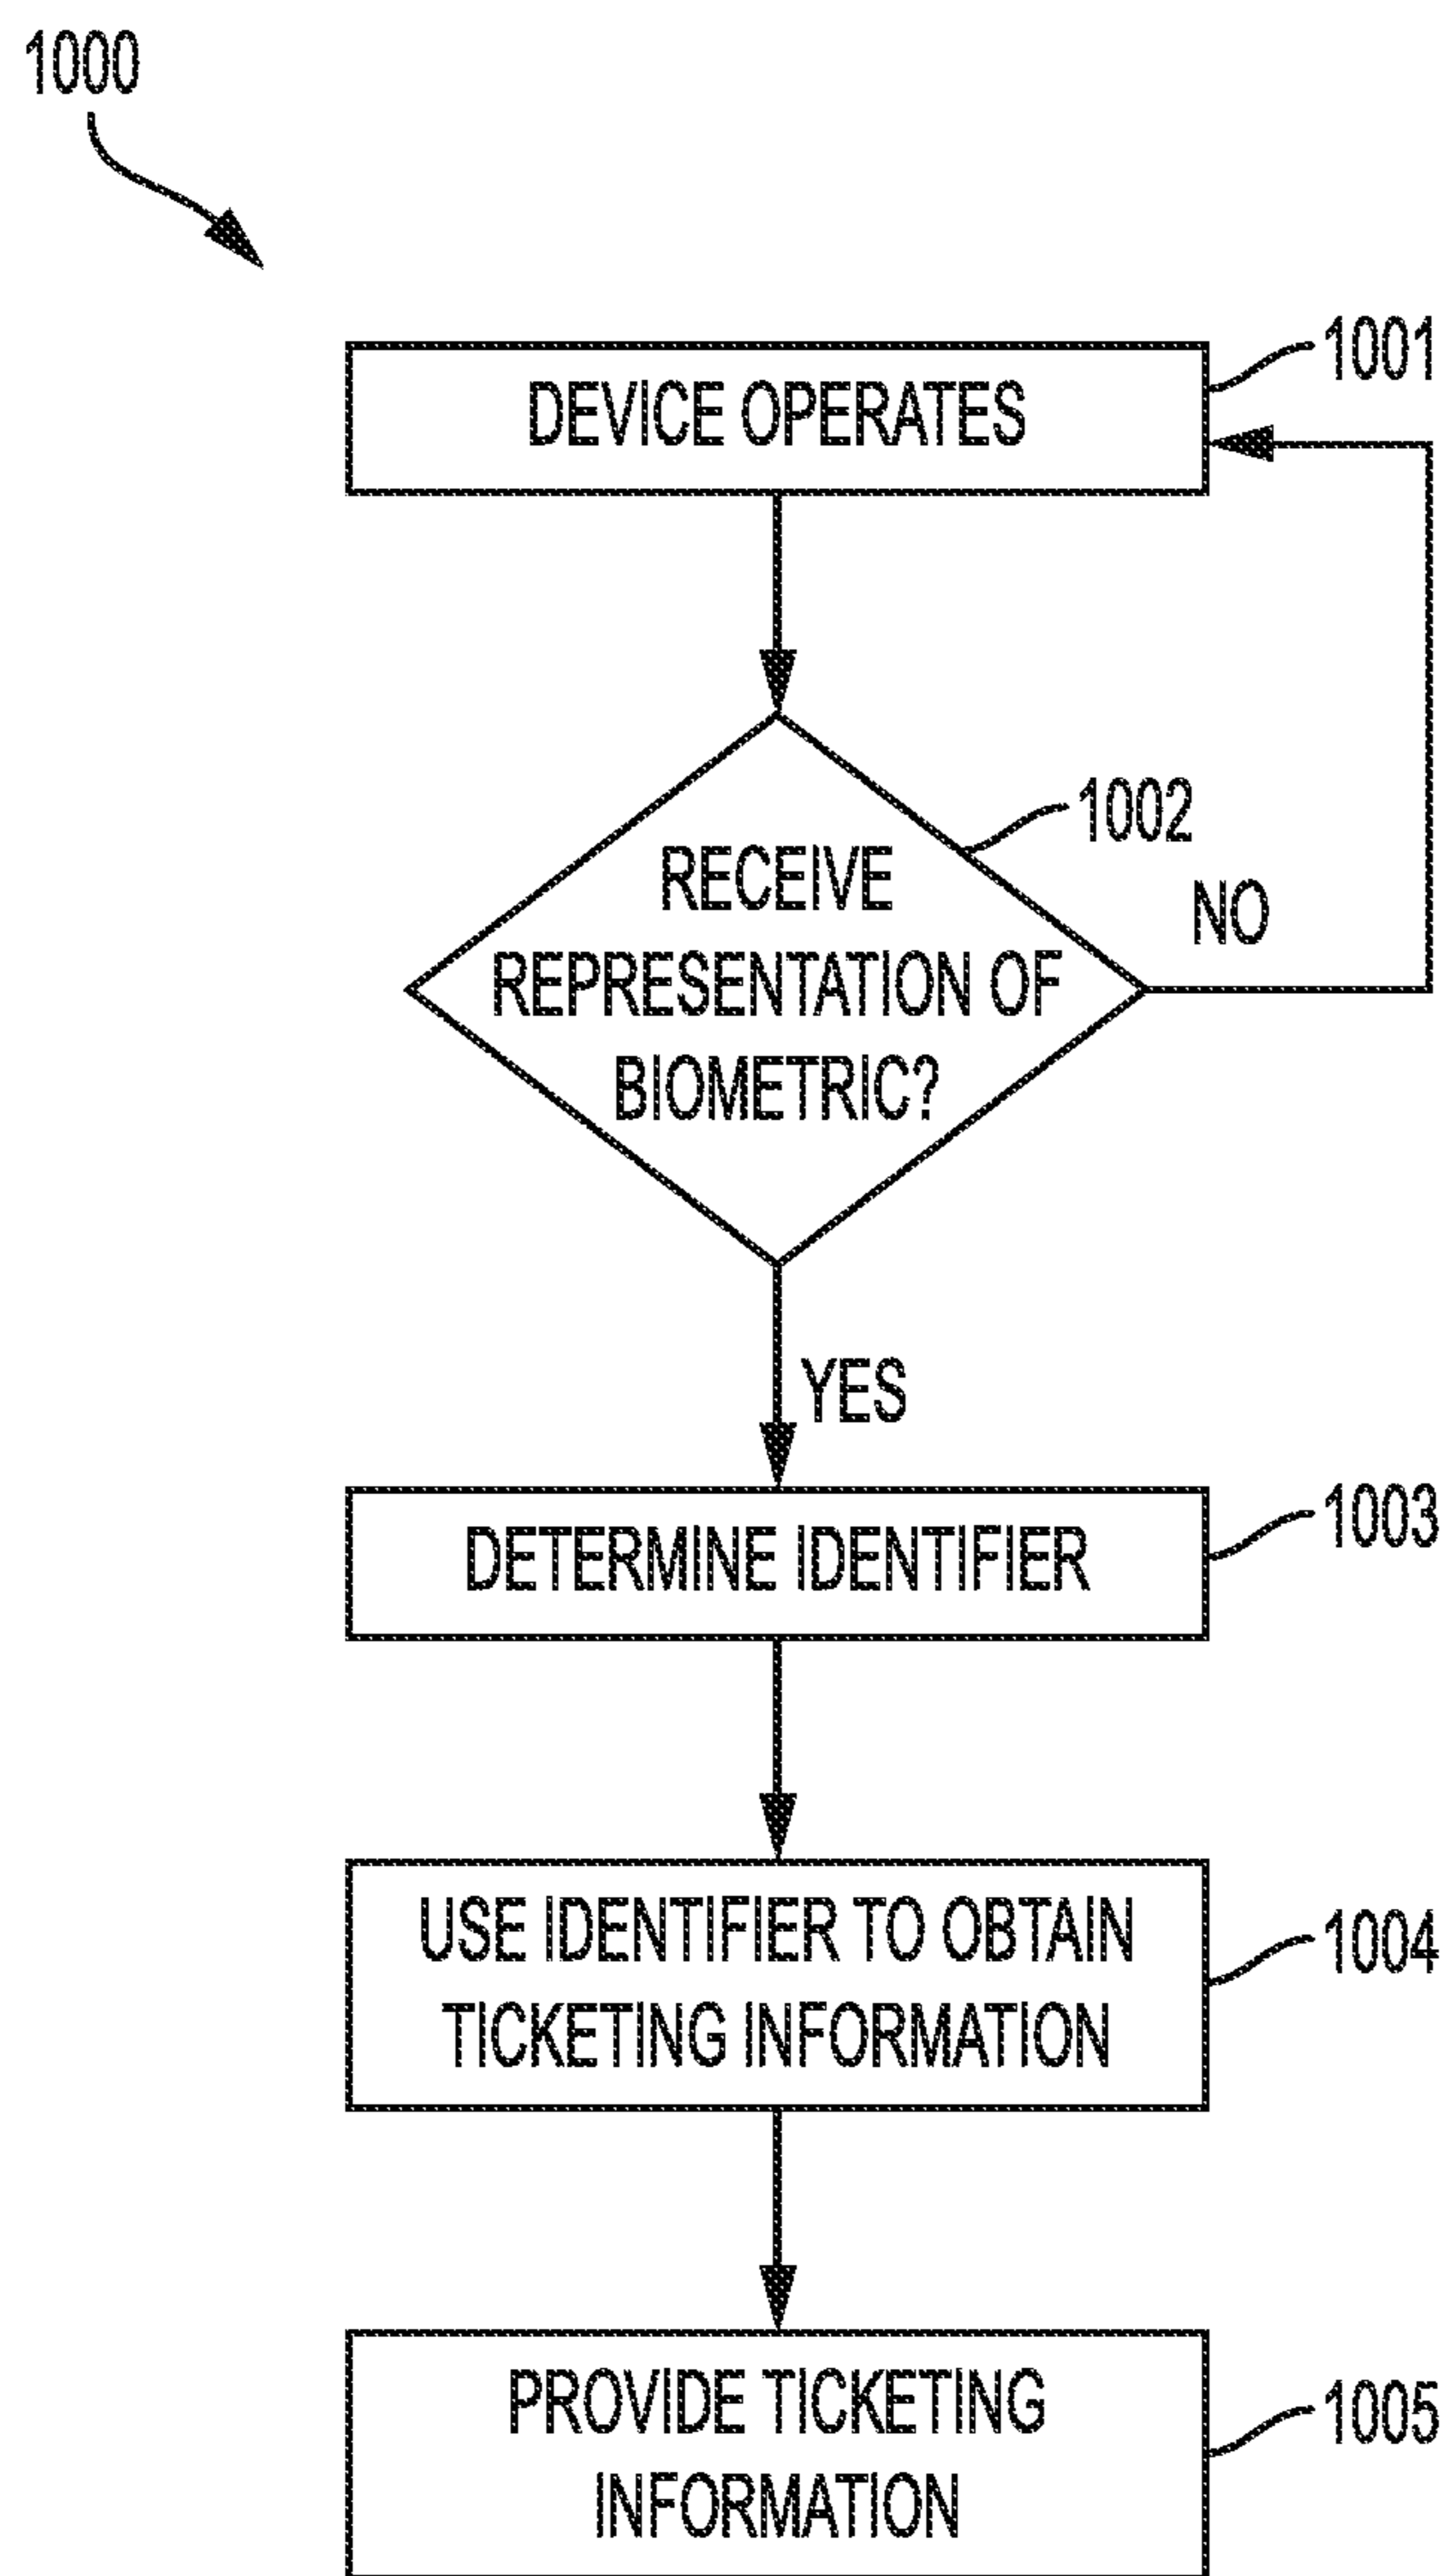 1000
1001
DEVICE OPERATES
1002
RECEIVE
REPRESENTATION OF
BIOMETRIC?
NO
YES
1003
DETERMINE IDENTIFIER
1004
USE IDENTIFIER TO OBTAIN
TICKETING INFORMATION
1005
PROVIDE TICKETING
INFORMATION